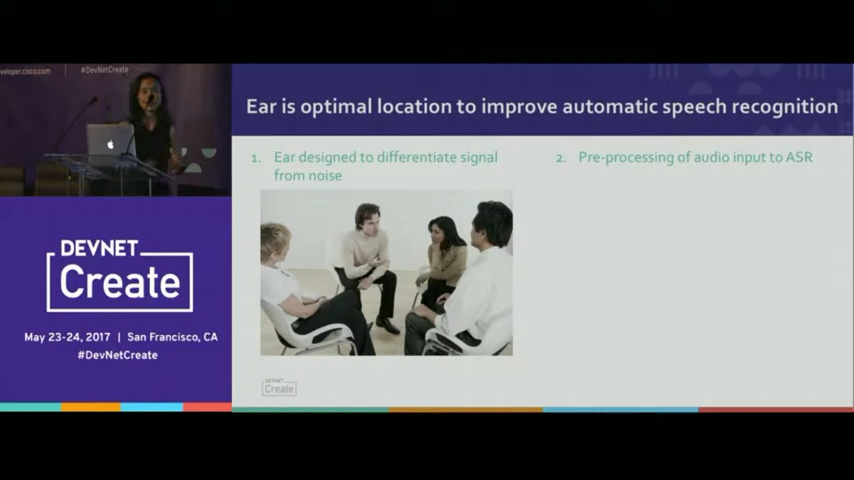 veloper.cisco.com | #DevNetCreate
Ear is optimal location to improve automatic speech recognition
1. Ear designed to differentiate signal
from noise
2. Pre-processing of audio input to ASR
DEVNET
Create
May 23-24, 2017 | San Francisco, CA
#DevNetCreate
DEVNET
Create